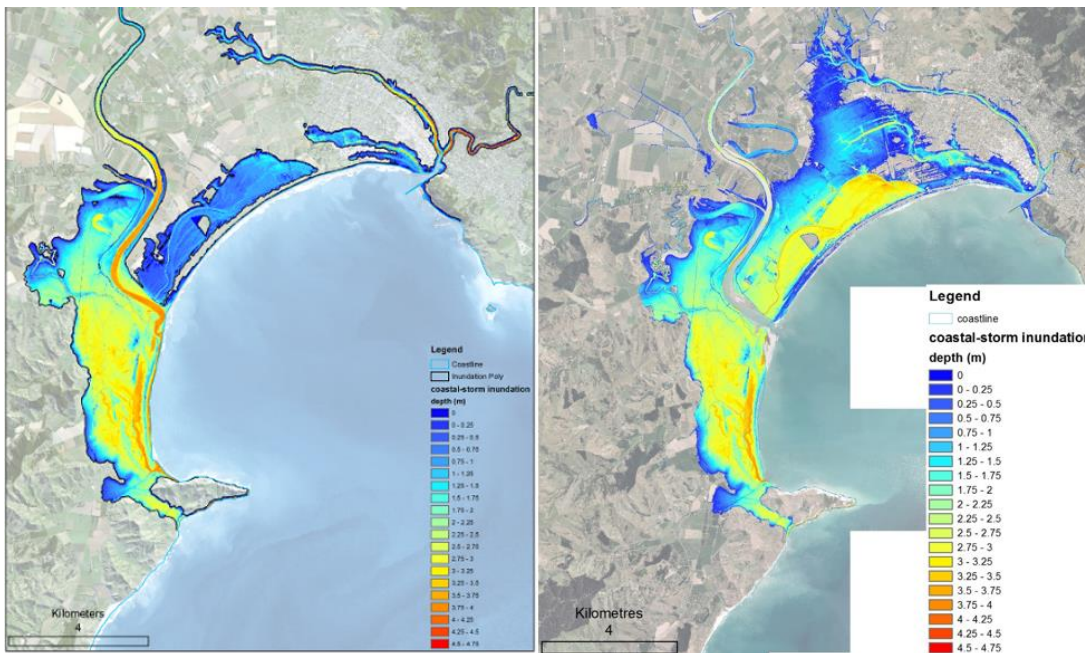 Legend
Coastline
Inundation Poly
coastal-storm inundation
depth (m)
0
0 - 0.25
0.25 - 0.5
0.5 - 0.75
0.75 - 1
1 - 1.25
1.25 - 1.5
1.5 - 1.75
1.75 - 2
2 - 2.25
2.25 - 2.5
2.5 - 2.75
2.75 - 3
3 - 3.25
3.25 - 3.5
3.5 - 3.75
3.75 - 4
4 - 4.25
4.25 - 4.5
4.5 - 4.75
Kilometers
4
Legend
coastline
coastal-storm inundation
depth (m)
0
0 - 0.25
0.25 - 0.5
0.5 - 0.75
0.75 - 1
1 - 1.25
1.25 - 1.5
1.5 - 1.75
1.75 - 2
2 - 2.25
2.25 - 2.5
2.5 - 2.75
2.75 - 3
3 - 3.25
3.25 - 3.5
3.5 - 3.75
3.75 - 4
4 - 4.25
4.25 - 4.5
4.5 - 4.75
Kilometres
4